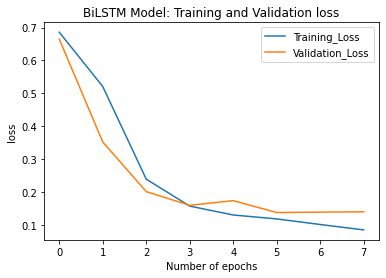 BiLSTM Model: Training and Validation loss
Training_Loss
Validation_Loss
loss
0.7
0.6
0.5
0.4
0.3
0.2
0.1
0 1 2 3 4 5 6 7
Number of epochs